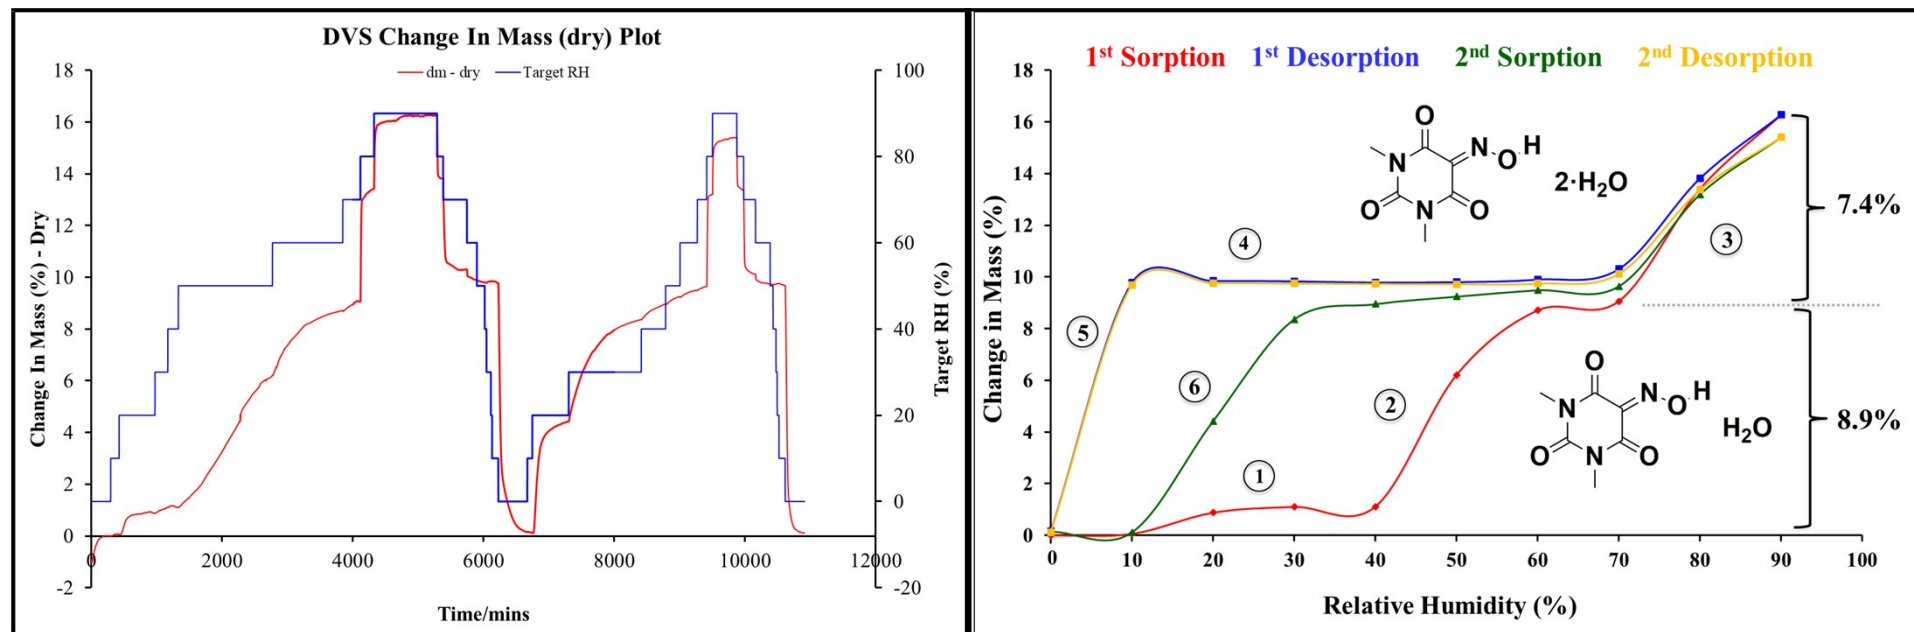 DVS Change In Mass (dry) Plot
dm - dry
Target RH
18
16
14
12
10
8
6
4
2
0
-2
Change In Mass (%) - Dry
100
80
60
40
20
0
-20
Target RH (%)
0 2000 4000 6000 8000 10000 12000
Time/mins
1st Sorption 1st Desorption 2nd Sorption 2nd Desorption
18
16
14
12
10
8
6
4
2
0
Change in Mass (%)
O
N N O H
O N O
2·H₂O
7.4%
4
3
5
6
2
1
O
N N O H
O N O
H₂O
8.9%
0 10 20 30 40 50 60 70 80 90 100
Relative Humidity (%)